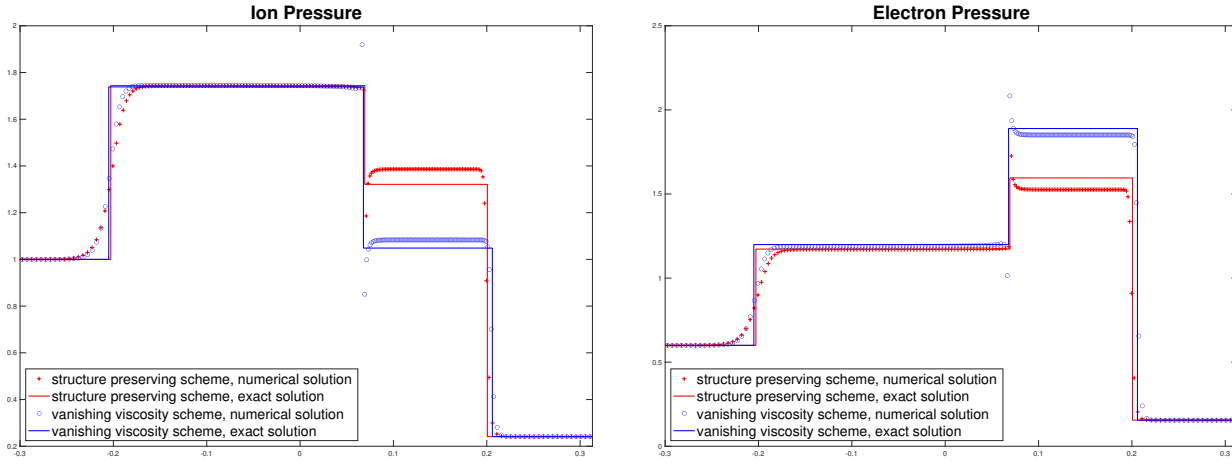 Ion Pressure
2
1.8
1.6
1.4
1.2
1
0.8
0.6
0.4
0.2
-0.3 -0.2 -0.1 0 0.1 0.2 0.3
structure preserving scheme, numerical solution
structure preserving scheme, exact solution
vanishing viscosity scheme, numerical solution
vanishing viscosity scheme, exact solution
Electron Pressure
2.5
2
1.5
1
0.5
0
-0.3 -0.2 -0.1 0 0.1 0.2 0.3
structure preserving scheme, numerical solution
structure preserving scheme, exact solution
vanishing viscosity scheme, numerical solution
vanishing viscosity scheme, exact solution